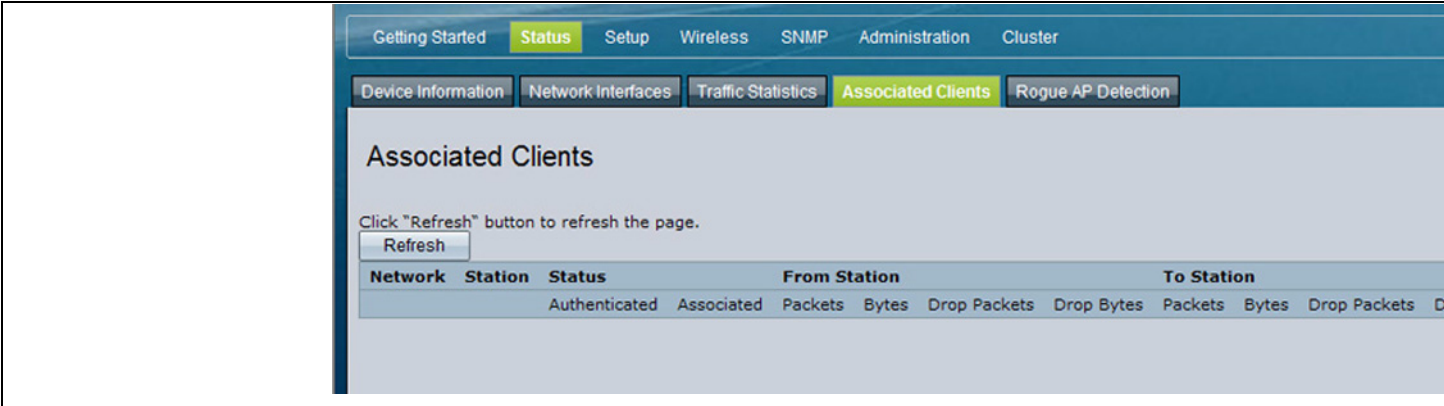 Getting Started Status Setup Wireless SNMP Administration Cluster
Device Information Network Interfaces Traffic Statistics Associated Clients Rogue AP Detection
Associated Clients
Click "Refresh" button to refresh the page.
Refresh
Network Station Status From Station To Station
Authenticated Associated Packets Bytes Drop Packets Drop Bytes Packets Bytes Drop Packets